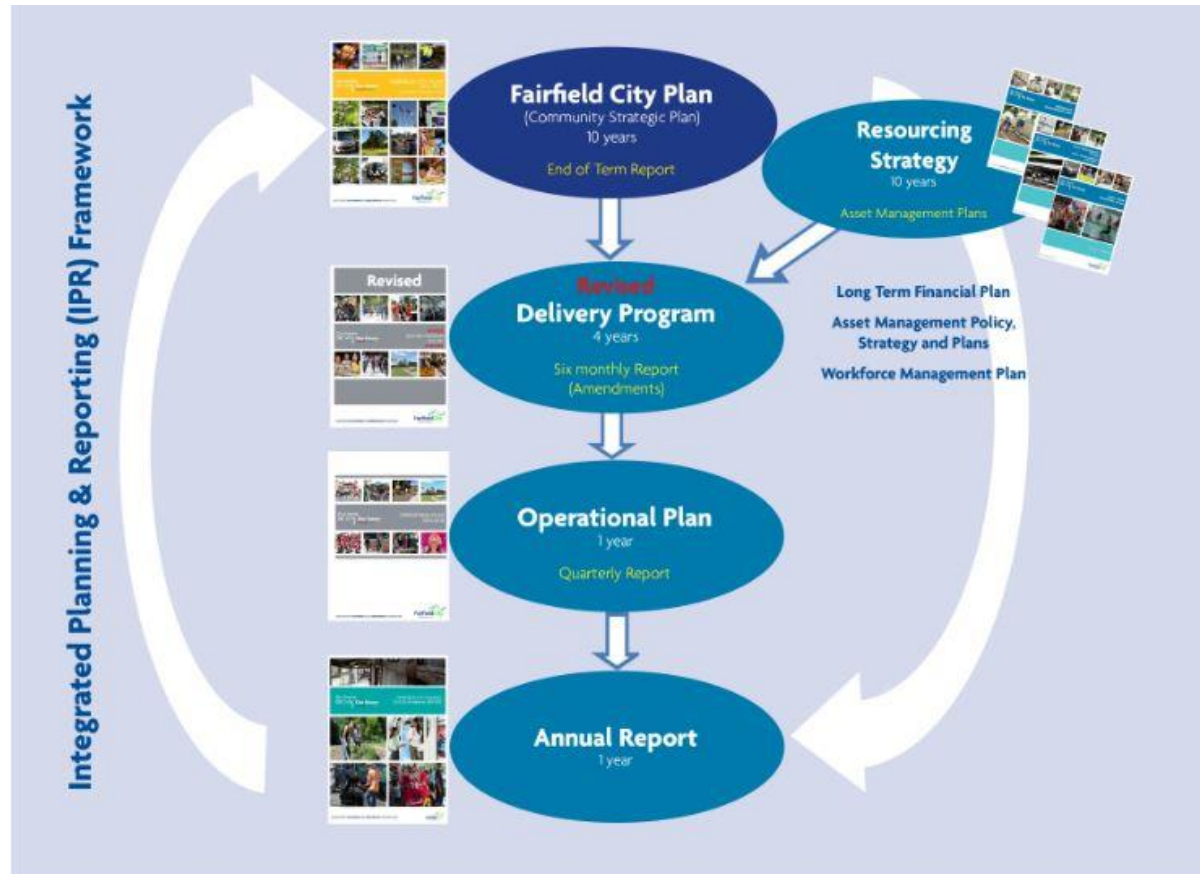 Integrated Planning & Reporting (IPR) Framework
Fairfield City Plan
(Community Strategic Plan)
10 years
End of Term Report
Resourcing
Strategy
10 years
Asset Management Plans
Revised
Revised
Delivery Program
4 years
Six monthly Report
(Amendments)
Long Term Financial Plan
Asset Management Policy,
Strategy and Plans
Workforce Management Plan
Operational Plan
1 year
Quarterly Report
Annual Report
1 year